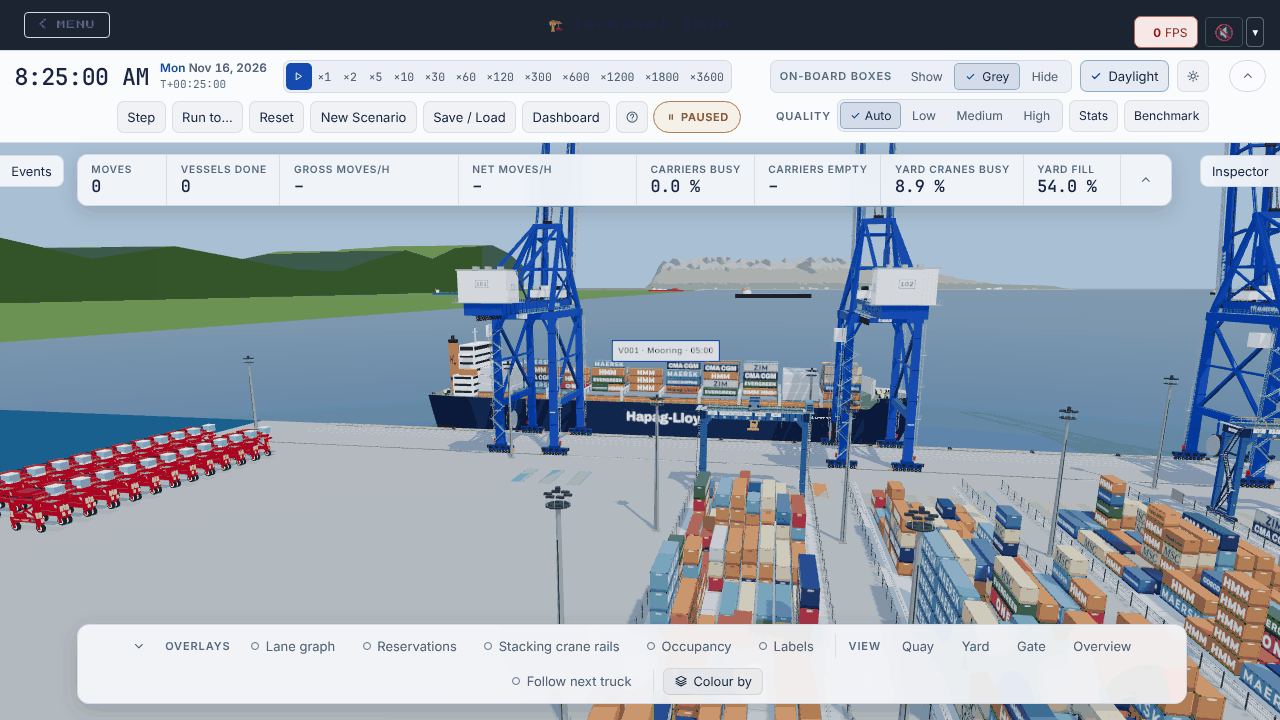 MENU
0 FPS
8:25:00 AM
Mon Nov 16, 2026
T+00:25:00
×1 ×2 ×5 ×10 ×30 ×60 ×120 ×300 ×600 ×1200 ×1800 ×3600
ON-BOARD BOXES Show Grey Hide
Daylight
Step Run to... Reset New Scenario Save / Load Dashboard PAUSED
QUALITY Auto Low Medium High Stats Benchmark
Events
MOVES
0
VESSELS DONE
0
GROSS MOVES/H
–
NET MOVES/H
–
CARRIERS BUSY
0.0 %
CARRIERS EMPTY
–
YARD CRANES BUSY
8.9 %
YARD FILL
54.0 %
Inspector
101
102
V001 · Mooring · 05:00
MAERSK
HMM
EVERGREEN
CMA CGM
ZIM
Hapag-Lloy
OVERLAYS Lane graph Reservations Stacking crane rails Occupancy Labels VIEW Quay Yard Gate Overview
Follow next truck Colour by